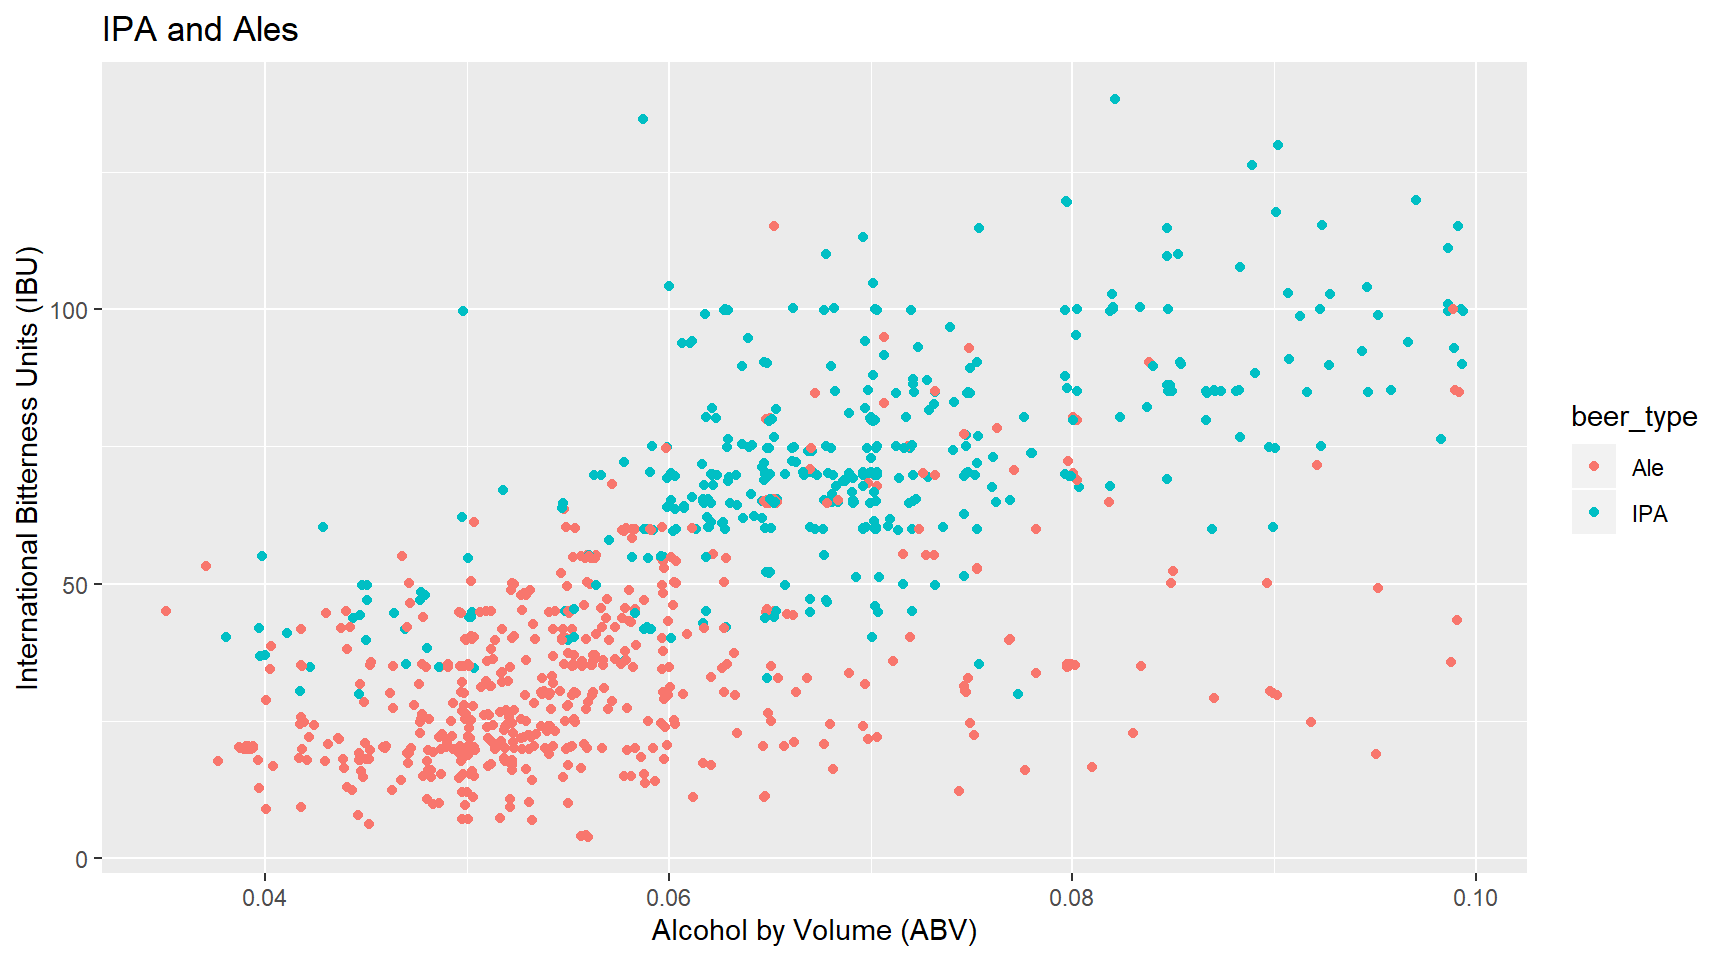 IPA and Ales
International Bitterness Units (IBU)
100
50
0
0.04
0.06
0.08
0.10
Alcohol by Volume (ABV)
beer_type
Ale
IPA